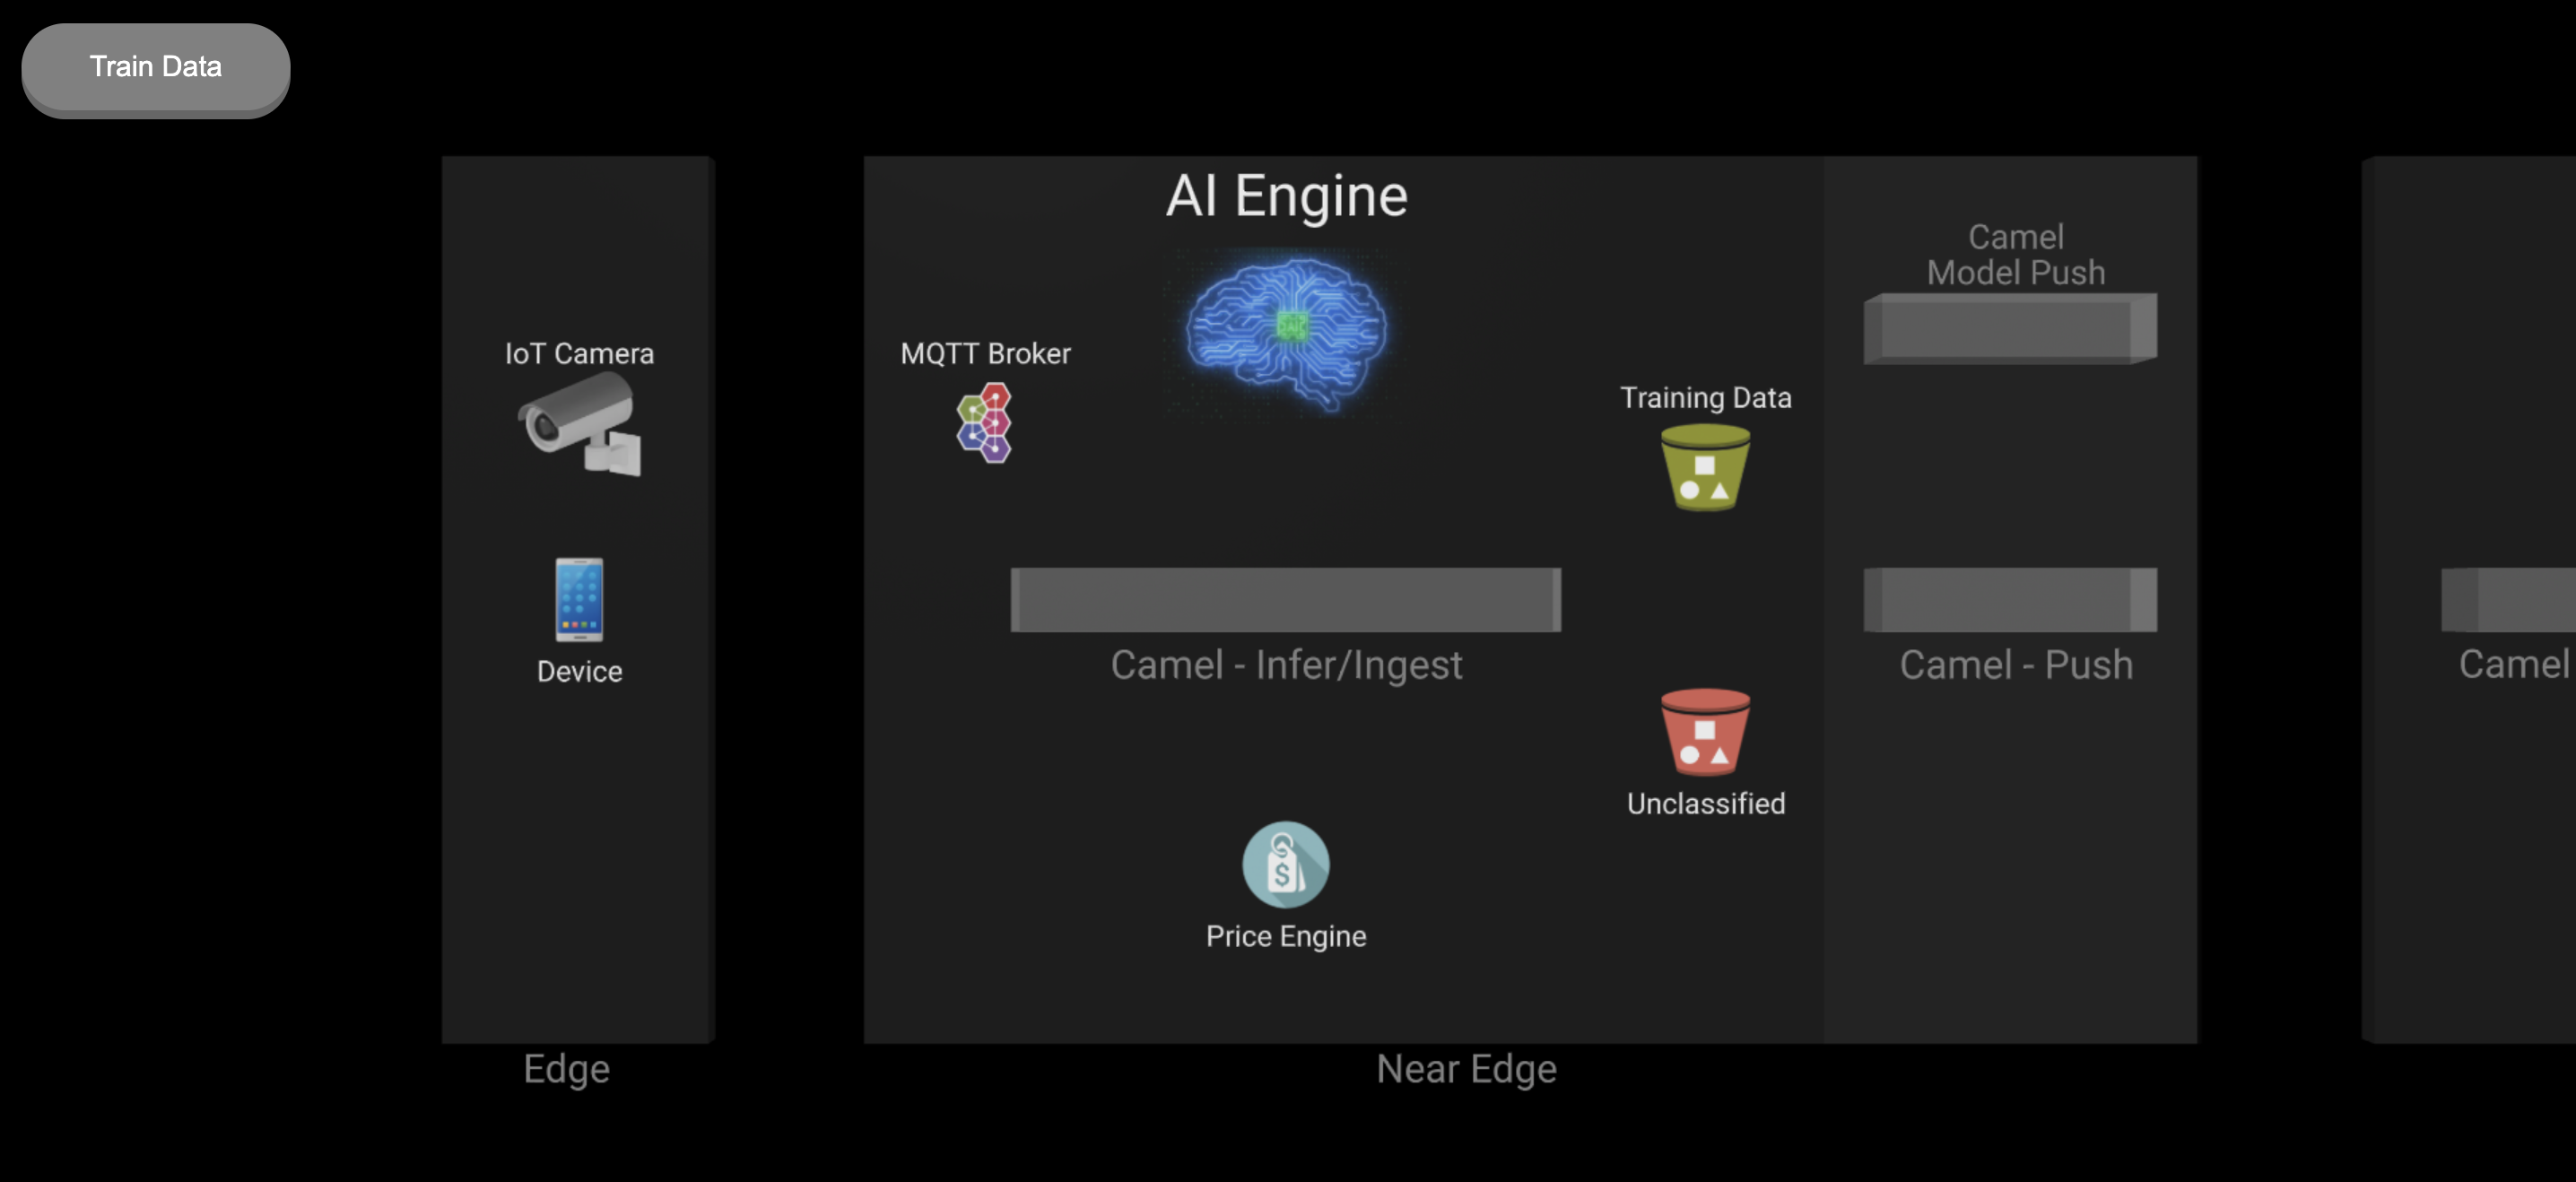 Train Data
AI Engine
Camel
Model Push
IoT Camera
MQTT Broker
Training Data
Device
Camel - Infer/Ingest
Camel - Push
Camel
Unclassified
$
Price Engine
Edge
Near Edge